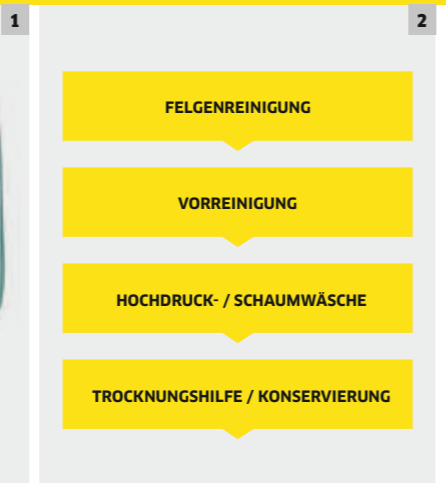 1
2
FELGENREINIGUNG
VORREINIGUNG
HOCHDRUCK- / SCHAUMWÄSCHE
TROCKNUNGSHILFE / KONSERVIERUNG